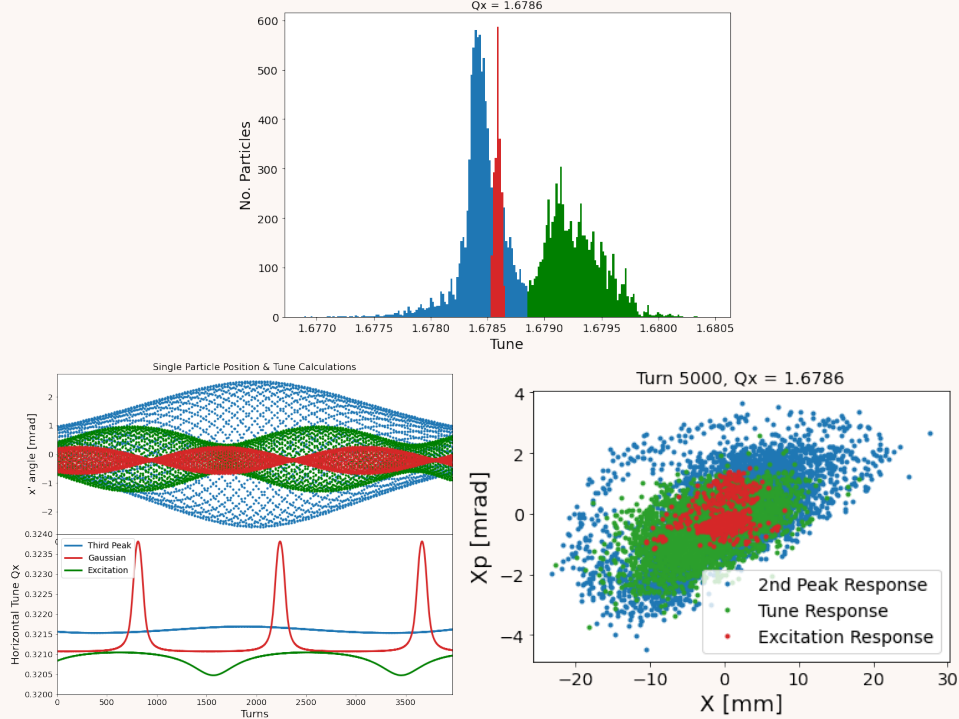 Qx = 1.6786
No. Particles
600
500
400
300
200
100
0
1.6770 1.6775 1.6780 1.6785 1.6790 1.6795 1.6800 1.6805
Tune
Single Particle Position & Tune Calculations
x' angle [mrad]
2
1
0
−1
−2
0.3240
0.3235
0.3230
0.3225
0.3220
0.3215
0.3210
0.3205
0.3200
Horizontal Tune Qx
Third Peak
Gaussian
Excitation
0 500 1000 1500 2000 2500 3000 3500
Turns
Turn 5000, Qx = 1.6786
Xp [mrad]
4
2
0
−2
−4
2nd Peak Response
Tune Response
Excitation Response
−20 −10 0 10 20 30
X [mm]